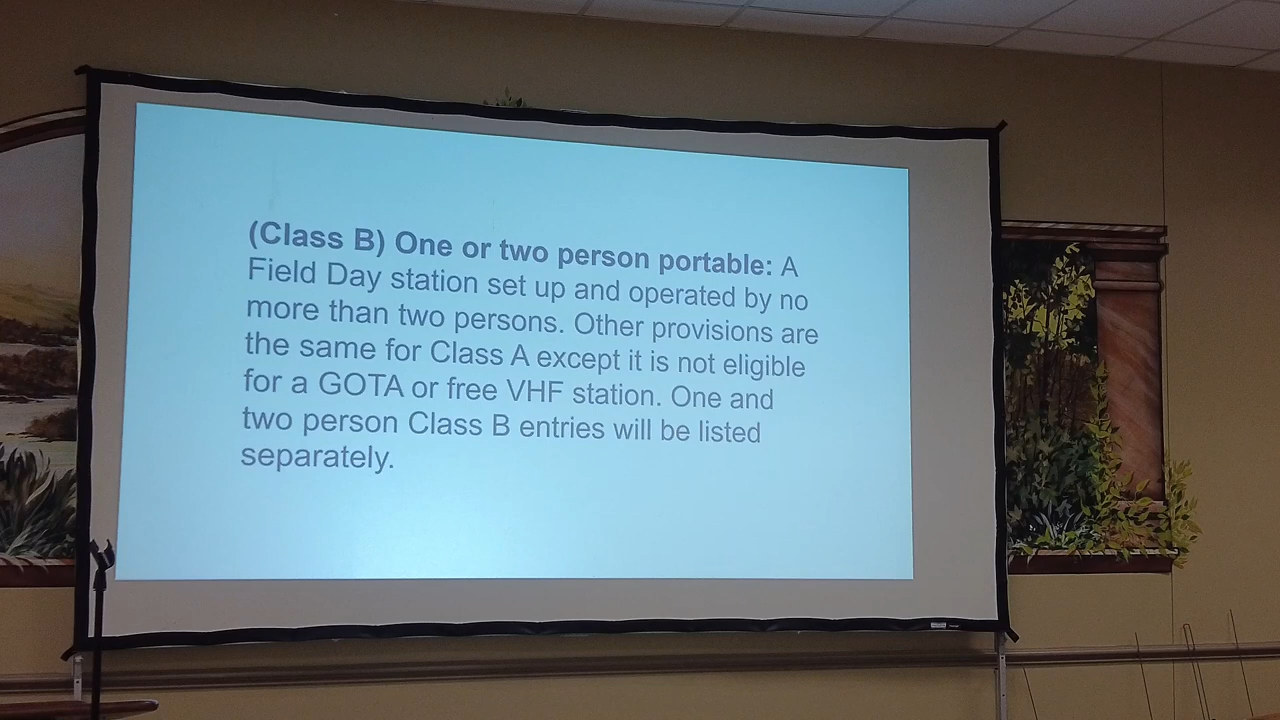 (Class B) One or two person portable: A
Field Day station set up and operated by no
more than two persons. Other provisions are
the same for Class A except it is not eligible
for a GOTA or free VHF station. One and
two person Class B entries will be listed
separately.